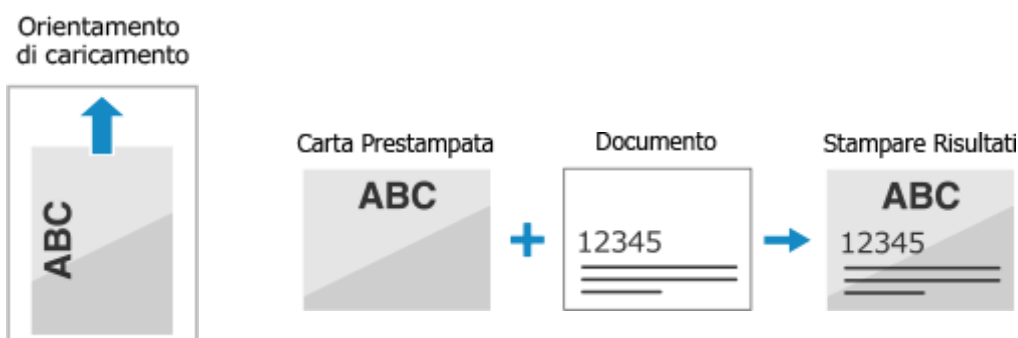 Orientamento
di caricamento
ABC
Carta Prestampata
ABC
Documento
12345
Stampare Risultati
ABC
12345